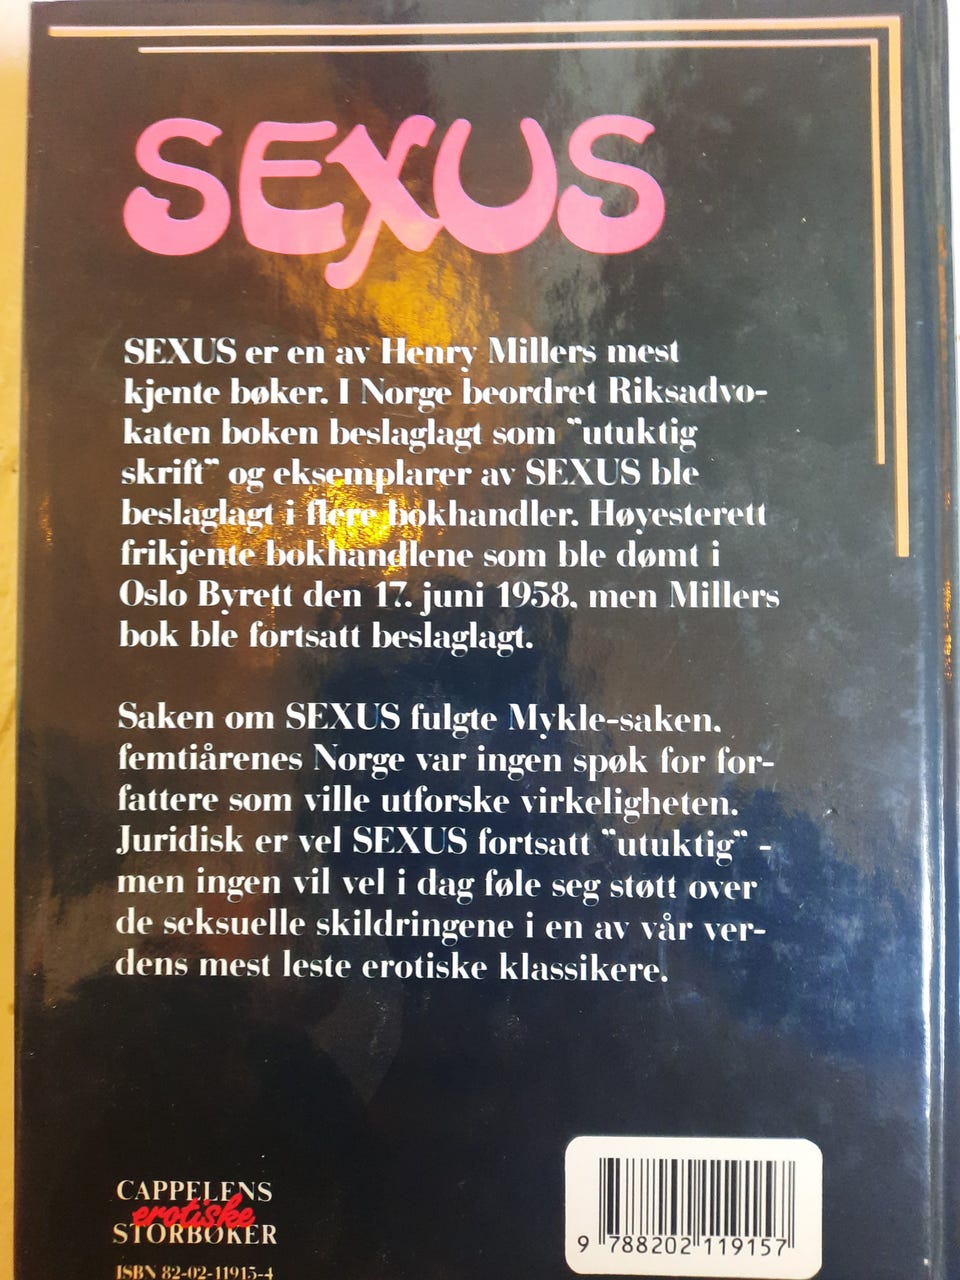 SEXUS
SEXUS er en av Henry Millers mest
kjente bøker. I Norge beordret Riksadvo-
katen boken beslaglagt som "utuktig
skrift" og eksemplarer av SEXUS ble
beslaglagt i flere bokhandler. Høyesterett
frikjente bokhandlene som ble dømt i
Oslo Byrett den 17. juni 1958, men Millers
bok ble fortsatt beslaglagt.
Saken om SEXUS fulgte Mykle-saken,
femtiårenes Norge var ingen spøk for for-
fattere som ville utforske virkeligheten.
Juridisk er vel SEXUS fortsatt "utuktig" -
men ingen vil vel i dag føle seg støtt over
de seksuelle skildringene i en av vår ver-
dens mest leste erotiske klassikere.
CAPPELENS
erotiske
STORBØKER
ISBN 82-02-11915-4
9 788202 119157